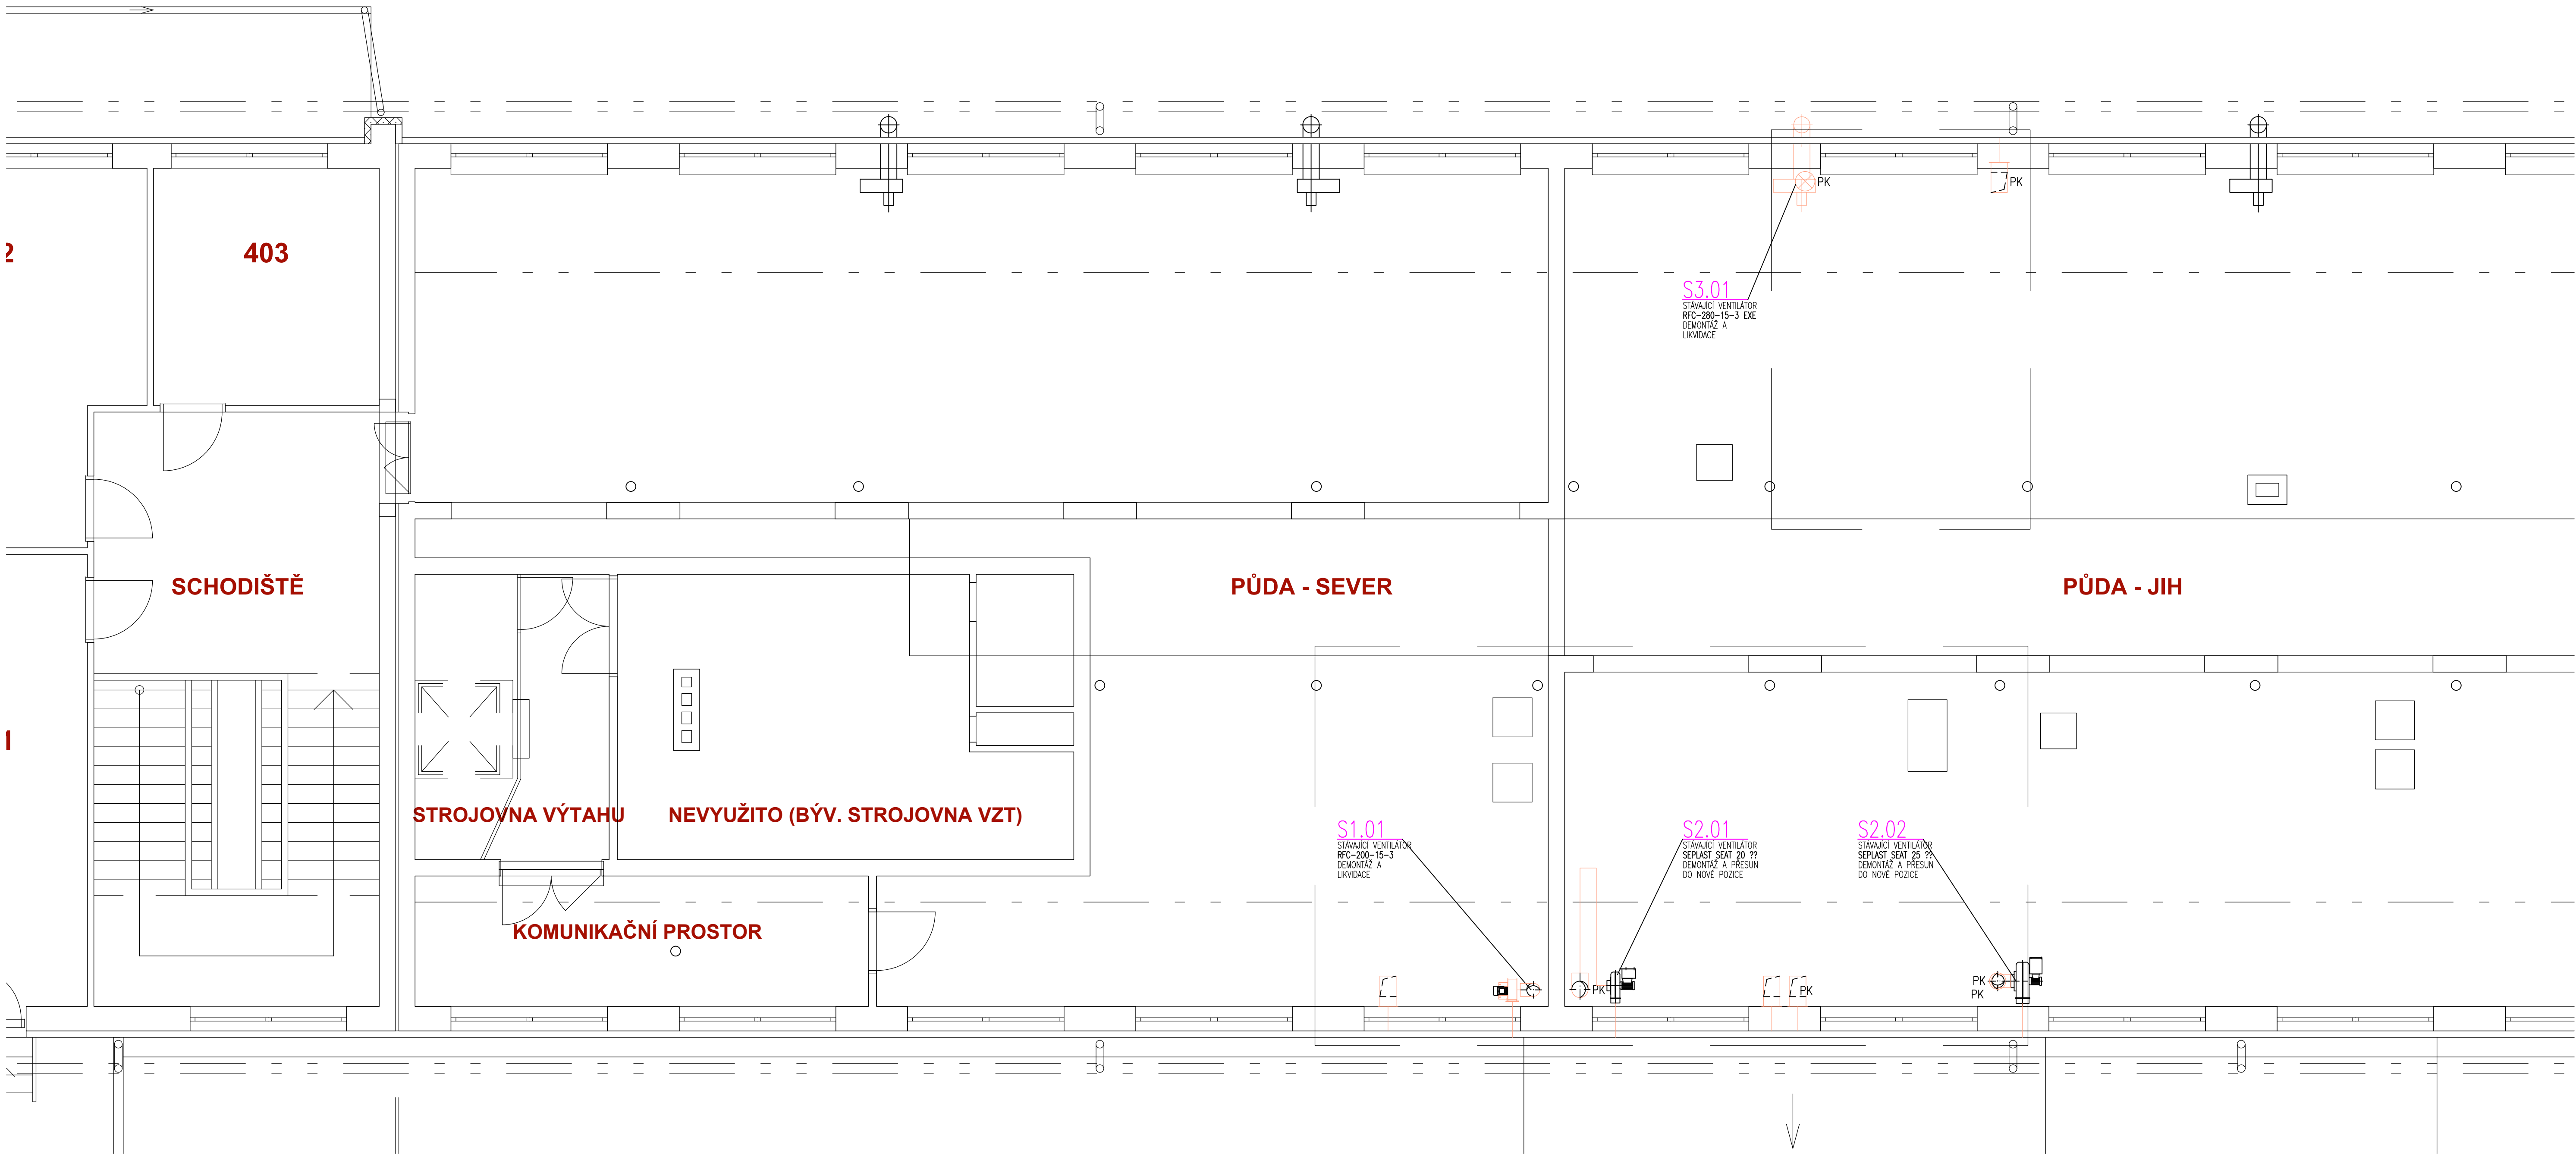 2
403
PK
PK
S3.01
STÁVAJÍCÍ VENTILÁTOR
RFC-280-15-3 EXE
DEMONTÁŽ A
LIKVIDACE
SCHODIŠTĚ
PŮDA - SEVER
PŮDA - JIH
1
STROJOVNA VÝTAHU
NEVYUŽITO (BÝV. STROJOVNA VZT)
S1.01
STÁVAJÍCÍ VENTILÁTOR
RFC-200-15-3
DEMONTÁŽ A
LIKVIDACE
S2.01
STÁVAJÍCÍ VENTILÁTOR
SEPLAST SEAT 20 ??
DEMONTÁŽ A PŘESUN
DO NOVÉ POZICE
S2.02
STÁVAJÍCÍ VENTILÁTOR
SEPLAST SEAT 25 ??
DEMONTÁŽ A PŘESUN
DO NOVÉ POZICE
KOMUNIKAČNÍ PROSTOR
PK
PK
PK
PK